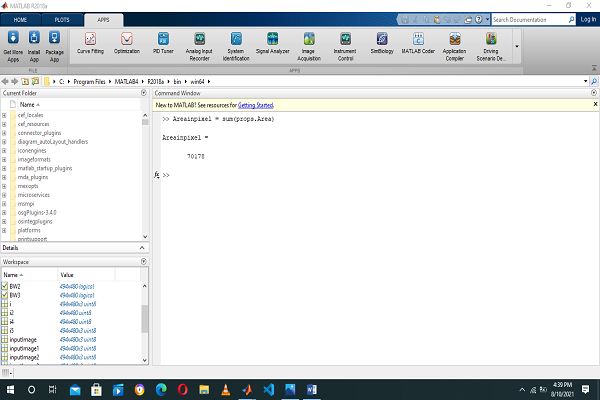 MATLAB R2018a
HOME PLOTS APPS Search Documentation Log In
Get More Apps
Install App
Package App
Curve Fitting
Optimization
PID Tuner
Analog Input Recorder
System Identification
Signal Analyzer
Image Acquisition
Instrument Control
SimBiology
MATLAB Coder
Application Compiler
Driving Scenario De...
FILE APPS
C: Program Files MATLAB4 R2018a bin win64
Current Folder
Name
cef_locales
cef_resources
connector_plugins
diagram_autoLayout_handlers
iconengines
imageformats
matlab_startup_plugins
mda_plugins
mexopts
microservices
msmpi
osgPlugins-3.4.0
osintegplugins
platforms
printsupport
Details
Workspace
Name Value
BW2 494x480 logical
BW3 494x480 logical
i 494x480x3 uint8
i2 494x480 uint8
i4 494x480 uint8
i5 494x480x3 uint8
inputImage 494x480x3 uint8
inputImage1 494x480x3 uint8
inputImage2 494x480x3 uint8
Command Window
New to MATLAB? See resources for Getting Started.
>> Areainpixel = sum(props.Area)
Areainpixel =
70178
fx >>
4:39 PM
8/10/2021